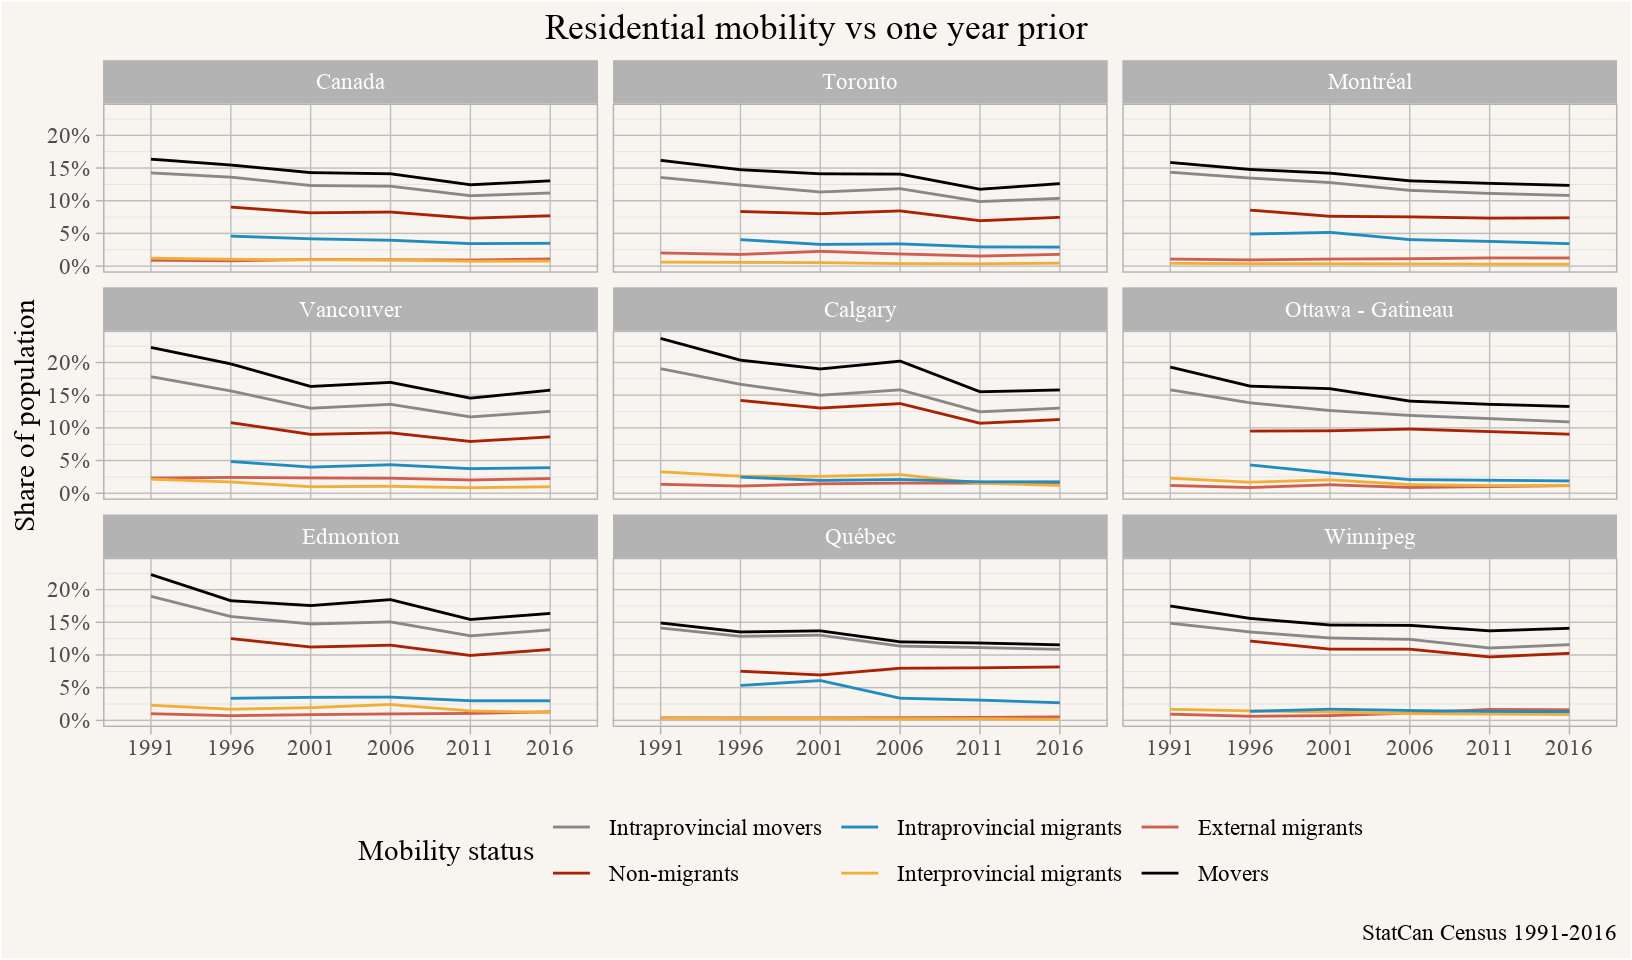 Residential mobility vs one year prior
Canada
Toronto
Montréal
20%
15%
10%
5%
0%
Vancouver
Calgary
Ottawa - Gatineau
20%
15%
10%
5%
0%
Share of population
Edmonton
Québec
Winnipeg
20%
15%
10%
5%
0%
1991 1996 2001 2006 2011 2016
1991 1996 2001 2006 2011 2016
1991 1996 2001 2006 2011 2016
Mobility status
Intraprovincial movers
Intraprovincial migrants
External migrants
Non-migrants
Interprovincial migrants
Movers
StatCan Census 1991-2016